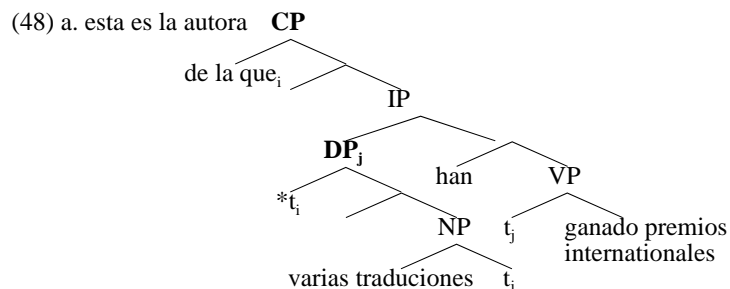 (48) a. esta es la autora CP
de la que_i
IP
DP_j
han VP
*t_i
NP t_j ganado premios
internationales
varias traduciones t_i